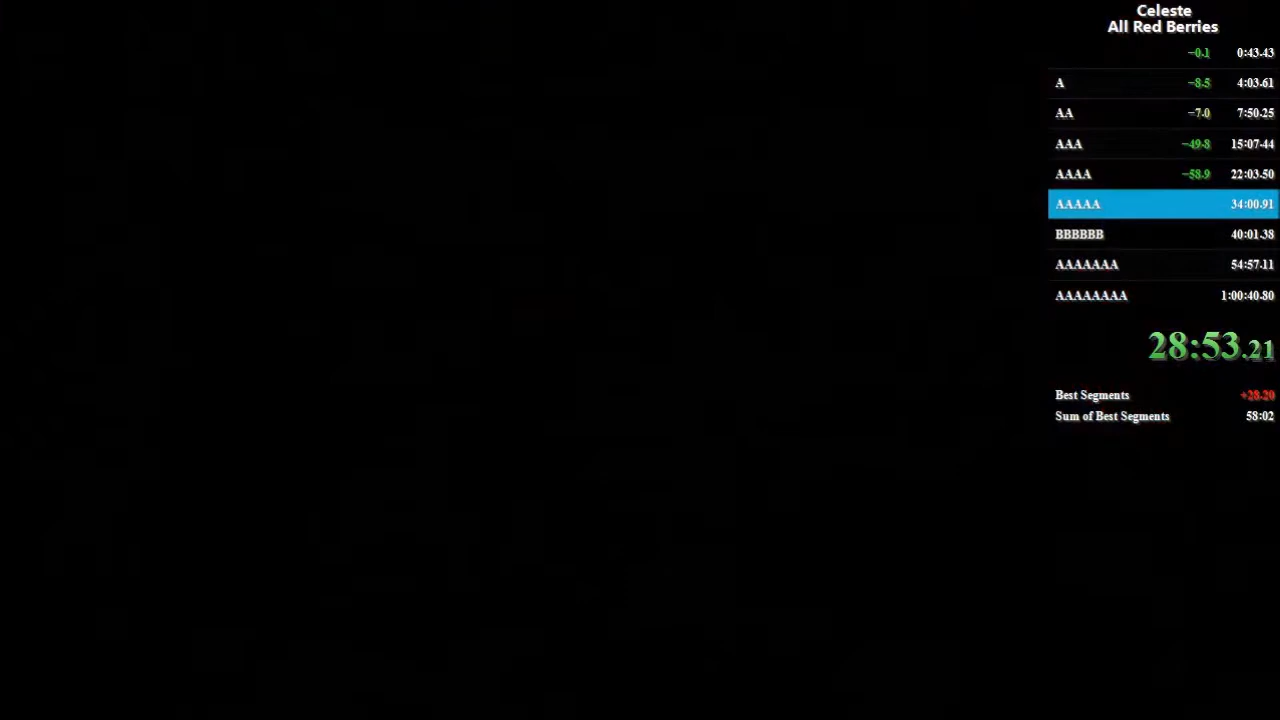 Celeste
All Red Berries
−0.1 0:43.43
A −8.5 4:03.61
AA −7.0 7:50.25
AAA −49.8 15:07.44
AAAA −58.9 22:03.50
AAAAA 34:00.91
BBBBBB 40:01.38
AAAAAAA 54:57.11
AAAAAAAA 1:00:40.80
28:53.21
Best Segments +28.20
Sum of Best Segments 58:02